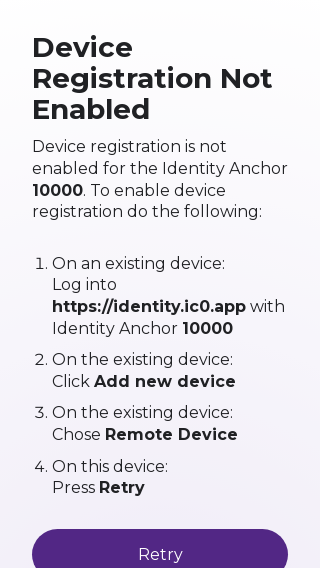 Device
Registration Not
Enabled
Device registration is not
enabled for the Identity Anchor
10000. To enable device
registration do the following:
1. On an existing device:
Log into
https://identity.ic0.app with
Identity Anchor 10000
2. On the existing device:
Click Add new device
3. On the existing device:
Chose Remote Device
4. On this device:
Press Retry
Retry